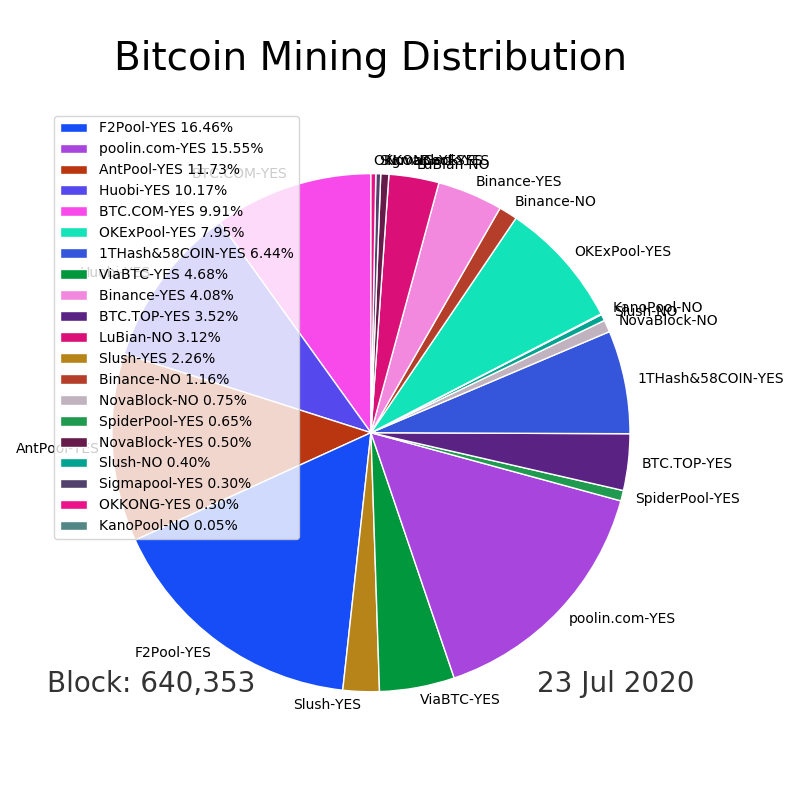 Bitcoin Mining Distribution
F2Pool-YES 16.46%
poolin.com-YES 15.55%
AntPool-YES 11.73%
Huobi-YES 10.17%
BTC.COM-YES 9.91%
OKExPool-YES 7.95%
1THash&58COIN-YES 6.44%
ViaBTC-YES 4.68%
Binance-YES 4.08%
BTC.TOP-YES 3.52%
LuBian-NO 3.12%
Slush-YES 2.26%
Binance-NO 1.16%
NovaBlock-NO 0.75%
SpiderPool-YES 0.65%
NovaBlock-YES 0.50%
Slush-NO 0.40%
Sigmapool-YES 0.30%
OKKONG-YES 0.30%
KanoPool-NO 0.05%
LuBian-NO
BTC.COM-YES
Binance-YES
Binance-NO
OKExPool-YES
KanoPool-NO
Slush-NO
NovaBlock-NO
1THash&58COIN-YES
AntPool-YES
BTC.TOP-YES
SpiderPool-YES
poolin.com-YES
F2Pool-YES
Block: 640,353
23 Jul 2020
ViaBTC-YES
Slush-YES